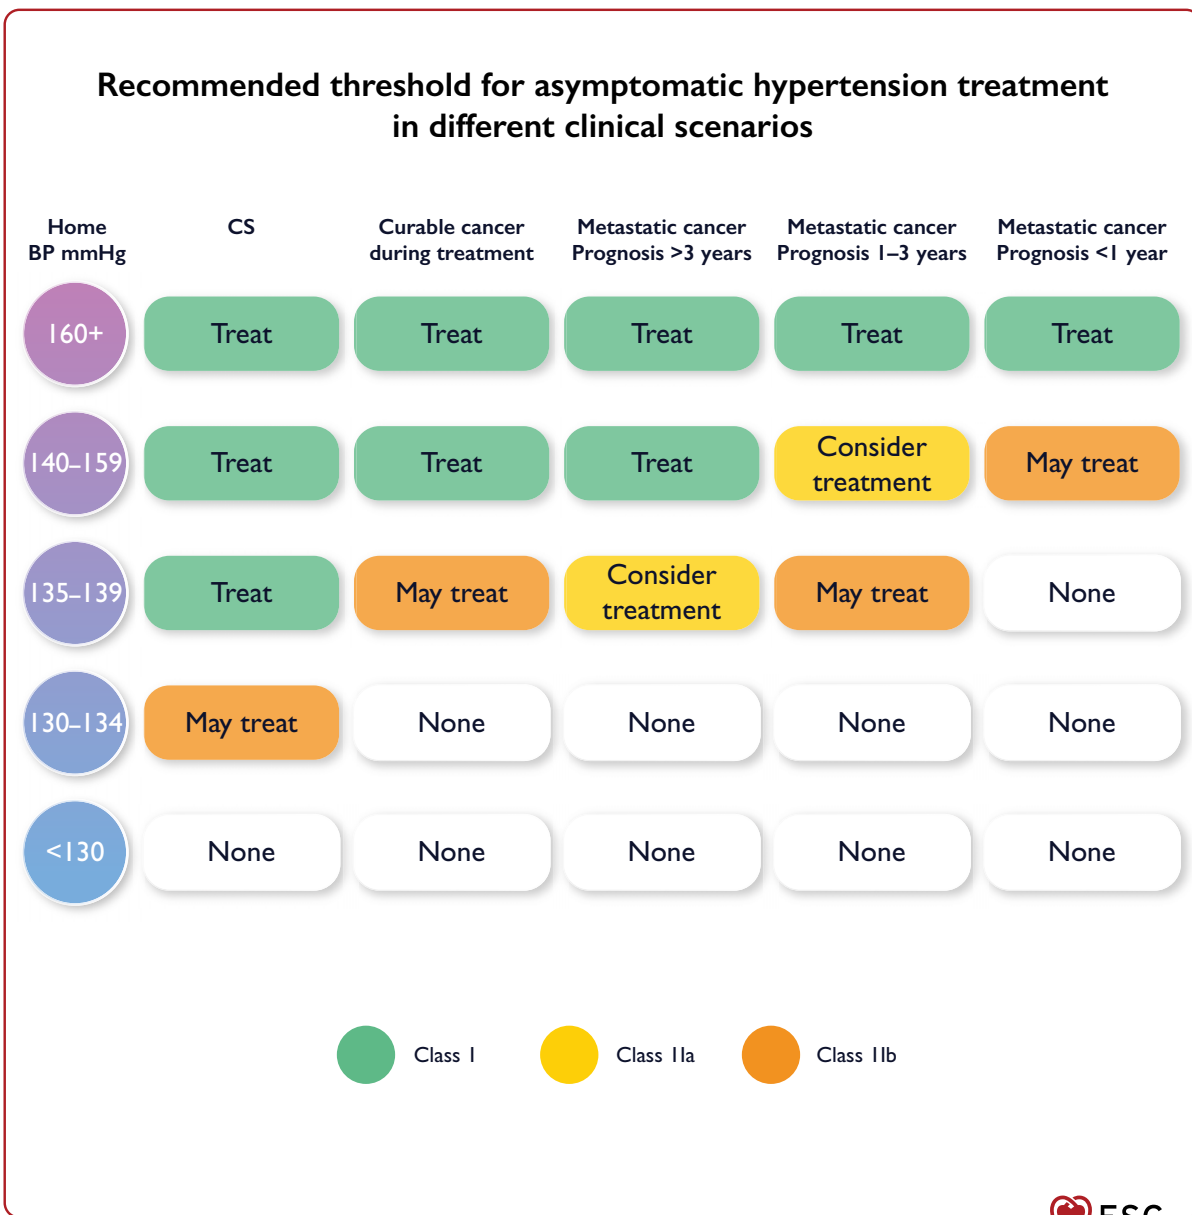 Recommended threshold for asymptomatic hypertension treatment
in different clinical scenarios
Home
BP mmHg
CS
Curable cancer
during treatment
Metastatic cancer
Prognosis >3 years
Metastatic cancer
Prognosis 1–3 years
Metastatic cancer
Prognosis <1 year
160+
Treat
Treat
Treat
Treat
Treat
140–159
Treat
Treat
Treat
Consider
treatment
May treat
135–139
Treat
May treat
Consider
treatment
May treat
None
130–134
May treat
None
None
None
None
<130
None
None
None
None
None
Class 1
Class 1Ia
Class 1Ib
ESC